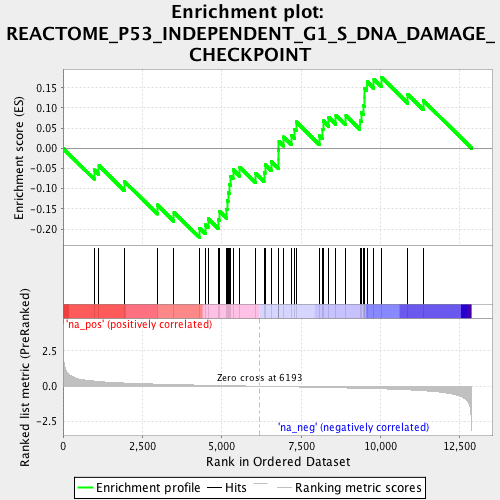 Enrichment plot:
REACTOME_P53_INDEPENDENT_G1_S_DNA_DAMAGE_
CHECKPOINT
Enrichment score (ES)
0.15
0.10
0.05
0.00
-0.05
-0.10
-0.15
-0.20
'na_pos' (positively correlated)
Ranked list metric (PreRanked)
2.5
0.0
-2.5
Zero cross at 6193
'na_neg' (negatively correlated)
0
2,500
5,000
7,500
10,000
12,500
Rank in Ordered Dataset
Enrichment profile
Hits
Ranking metric scores